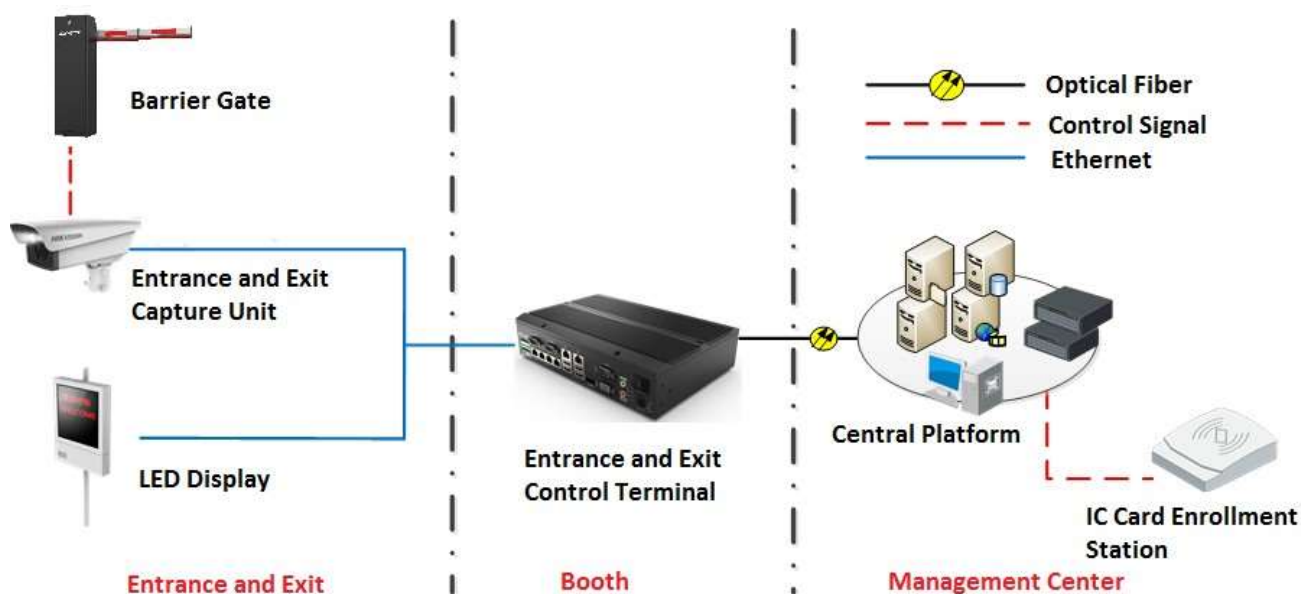 Barrier Gate
Optical Fiber
Control Signal
Ethernet
Entrance and Exit
Capture Unit
LED Display
Entrance and Exit
Control Terminal
Central Platform
IC Card Enrollment
Station
Entrance and Exit
Booth
Management Center